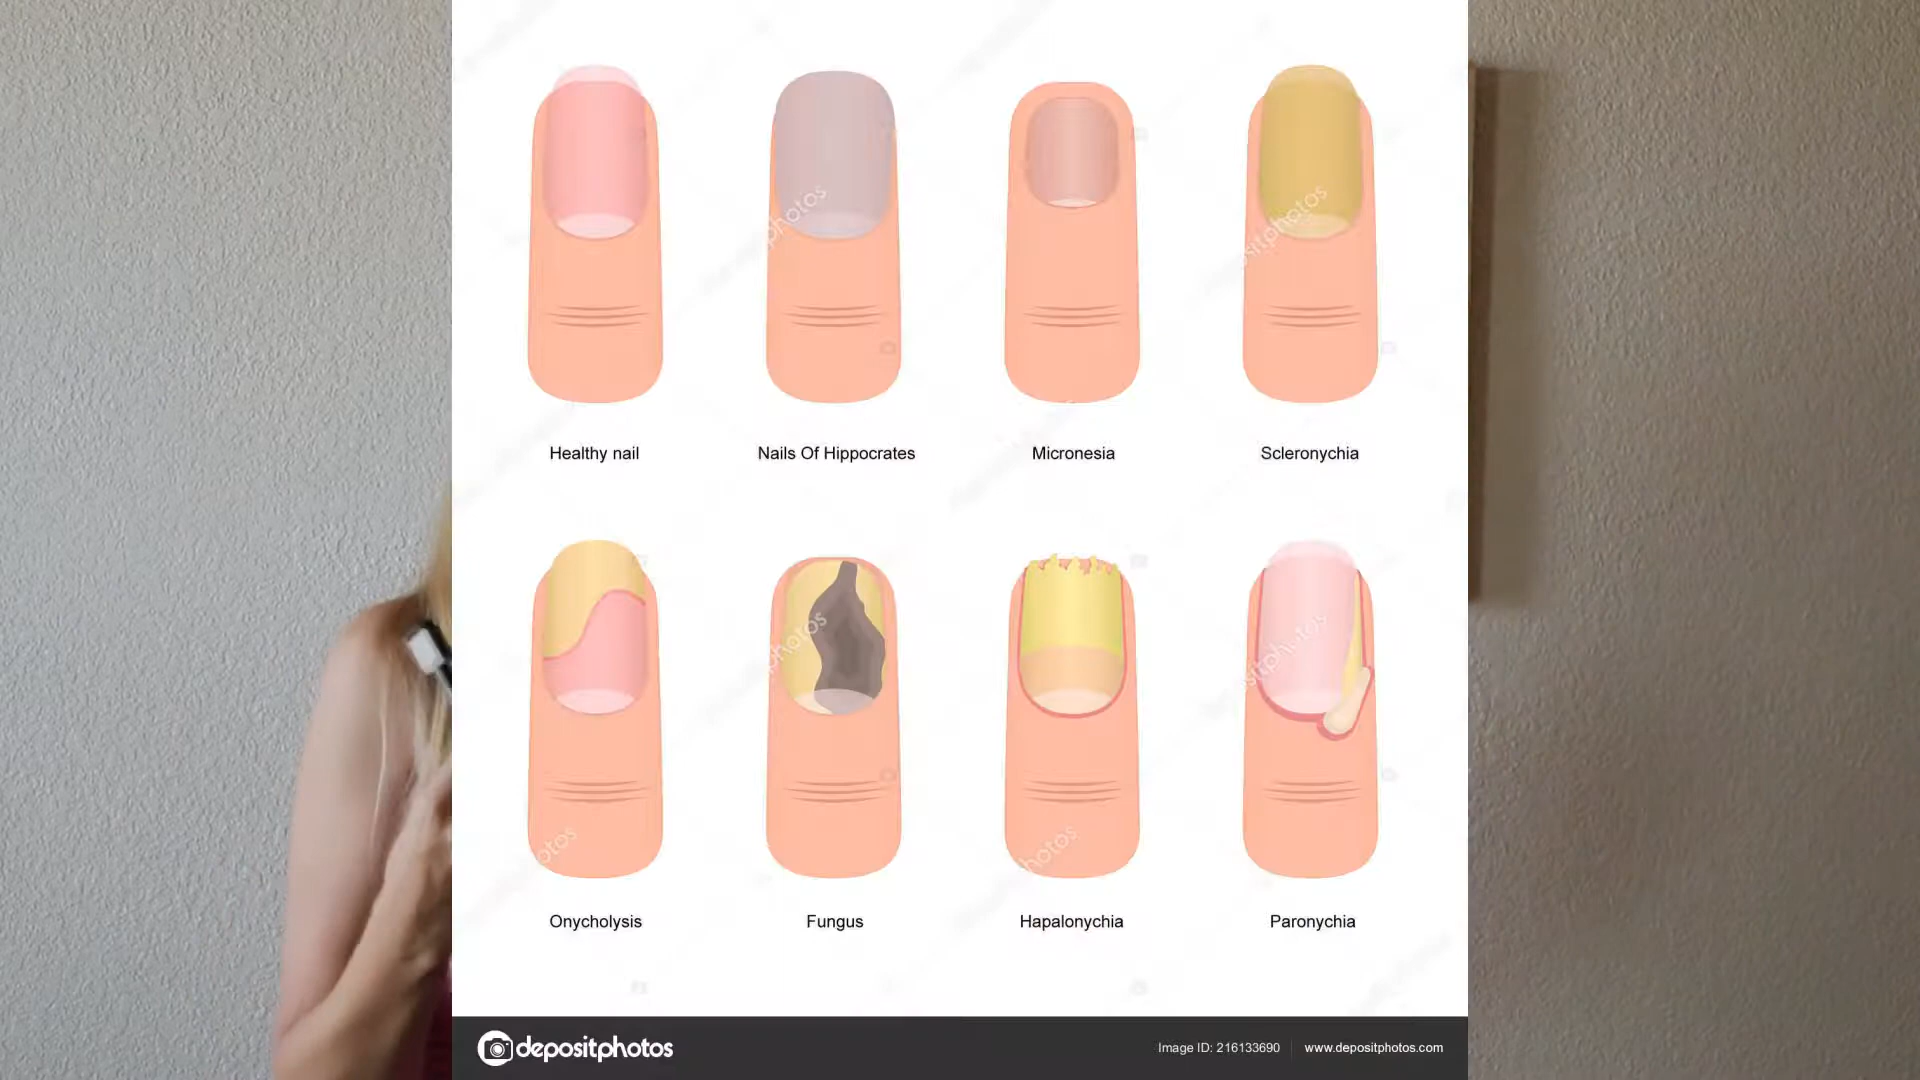 Healthy nail
Nails Of Hippocrates
Micronesia
Scleronychia
Onycholysis
Fungus
Hapalonychia
Paronychia
depositphotos
Image ID: 216133690
www.depositphotos.com